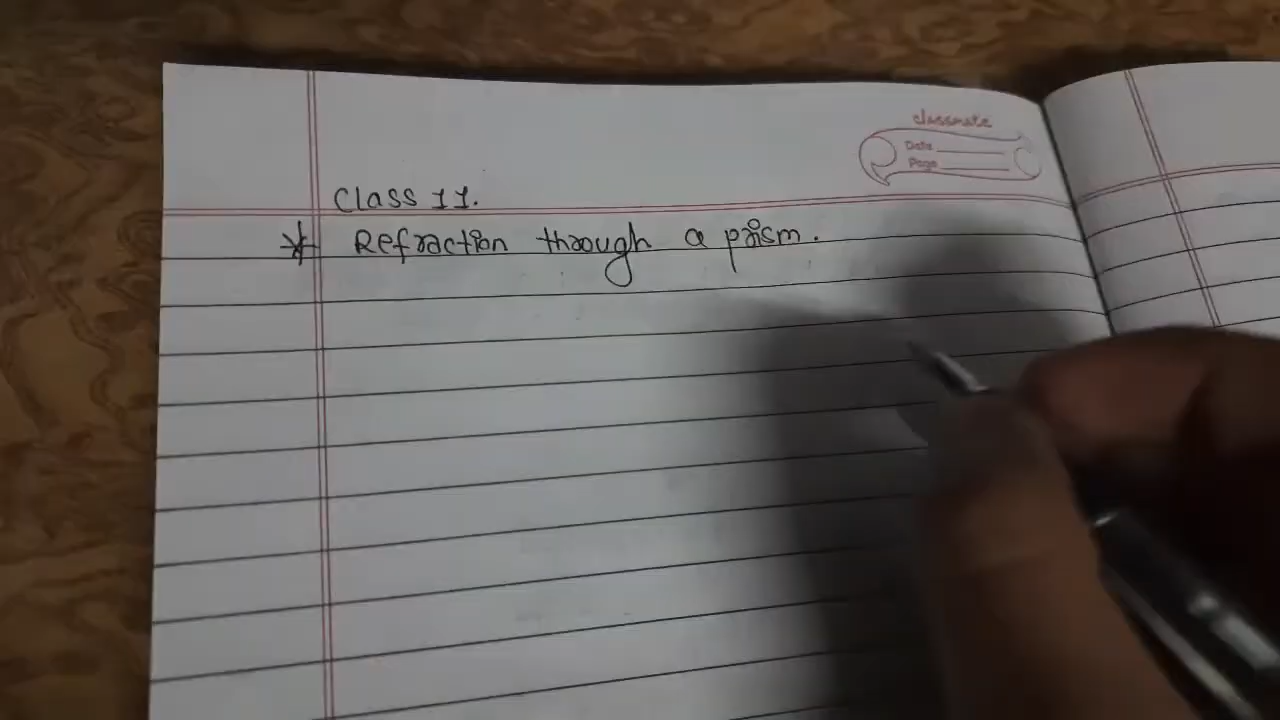 classmate
Date
Page
Class 11.
* Refraction through a prism.